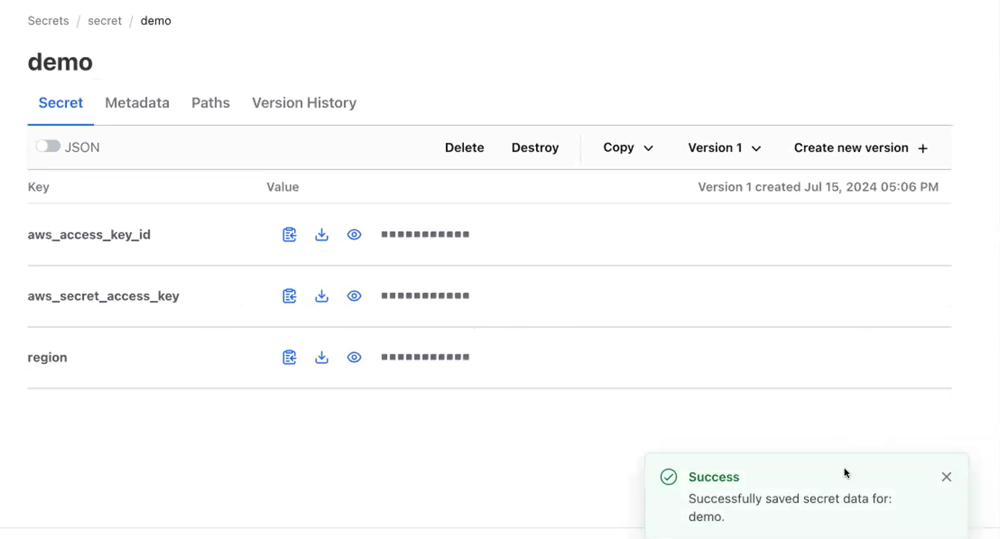 Secrets / secret / demo
demo
Secret Metadata Paths Version History
JSON Delete Destroy Copy Version 1 Create new version +
Key Value Version 1 created Jul 15, 2024 05:06 PM
aws_access_key_id
aws_secret_access_key
region
Success
Successfully saved secret data for:
demo.